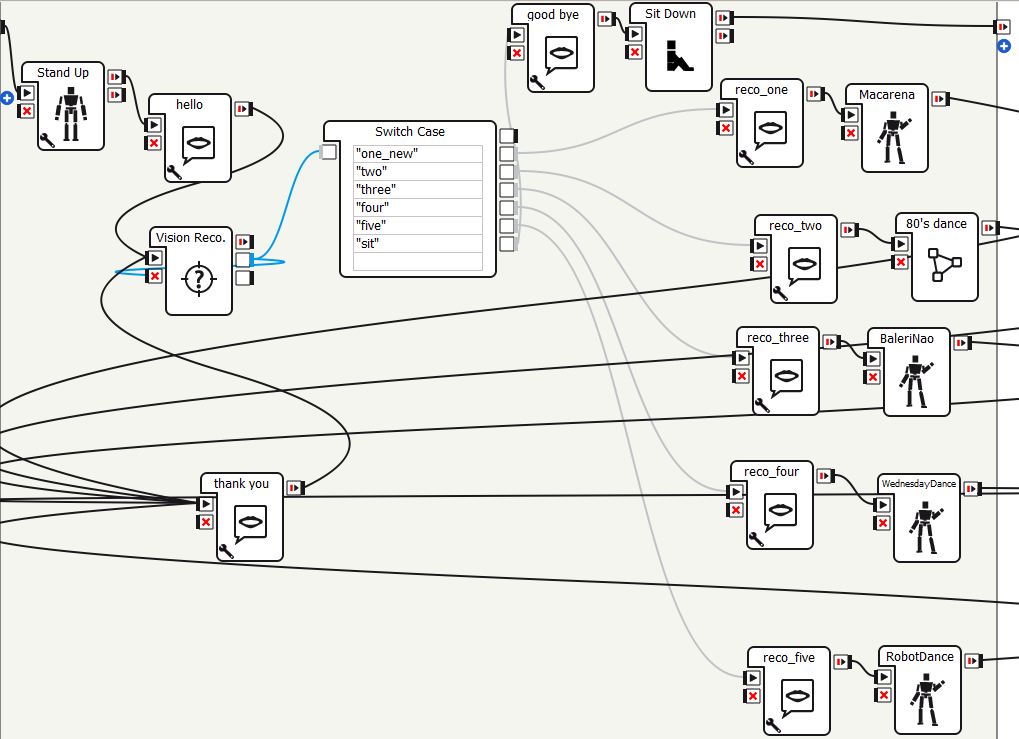 good bye
Sit Down
Stand Up
hello
reco_one
Macarena
Switch Case
"one_new"
"two"
"three"
"four"
"five"
"sit"
Vision Reco.
?
reco_two
80's dance
reco_three
BaleriNao
reco_four
WednesdayDance
thank you
reco_five
RobotDance